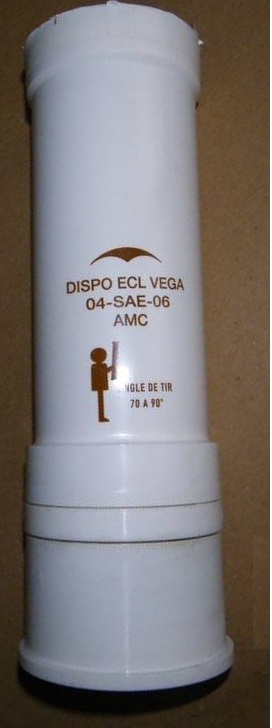 DISPO ECL VEGA
04-SAE-06
AMC
ANGLE DE TIR
70 A 90°